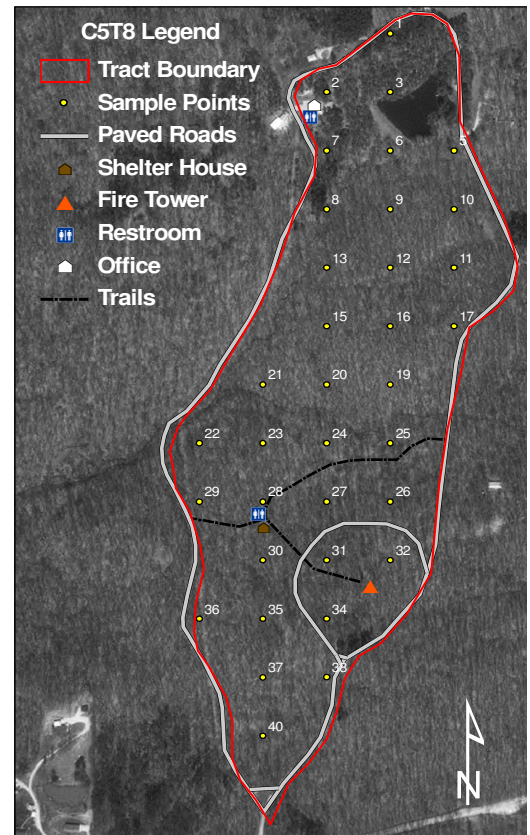 C5T8 Legend
Tract Boundary
Sample Points
Paved Roads
Shelter House
Fire Tower
Restroom
Office
Trails
1
2 3
7 6 5
8 9 10
13 12 11
15 16 17
21 20 19
22 23 24 25
29 28 27 26
30 31 32
36 35 34
37 38
40
N